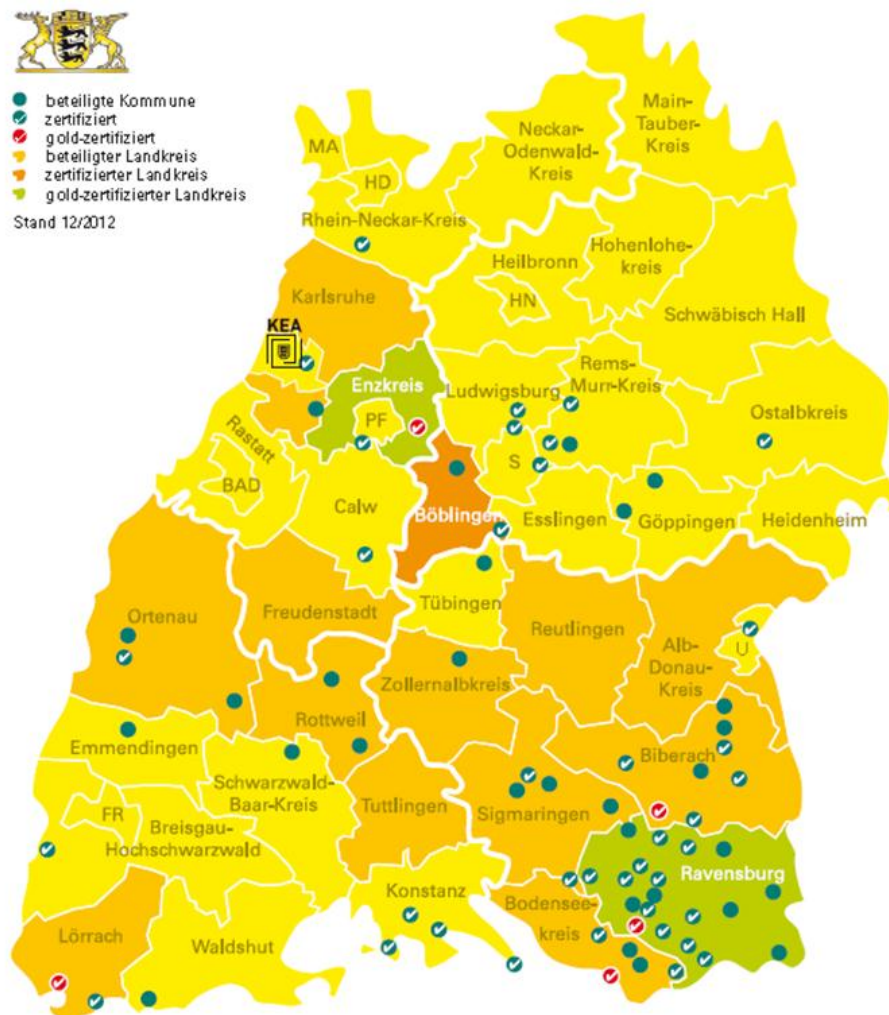 beteiligte Kommune
zertifiziert
gold-zertifiziert
beteiligter Landkreis
zertifizierter Landkreis
gold-zertifizierter Landkreis
Stand 12/2012
Main-
Tauber-
Kreis
Neckar-
Odenwald-
Kreis
MA
HD
Rhein-Neckar-Kreis
Hohenlohe-
kreis
Heilbronn
HN
Karlsruhe
Schwäbisch Hall
KEA
Rems-
Murr-Kreis
Enzkreis
Ludwigsburg
PF
Ostalbkreis
Rastatt
S
BAD
Calw
Böblingen
Esslingen
Göppingen
Heidenheim
Tübingen
Ortenau
Freudenstadt
Reutlingen
U
Alb-
Donau-
Kreis
Zollernalbkreis
Rottweil
Emmendingen
Biberach
Schwarzwald-
Baar-Kreis
Tuttlingen
Sigmaringen
FR
Breisgau-
Hochschwarzwald
Ravensburg
Konstanz
Bodensee-
kreis
Lörrach
Waldshut